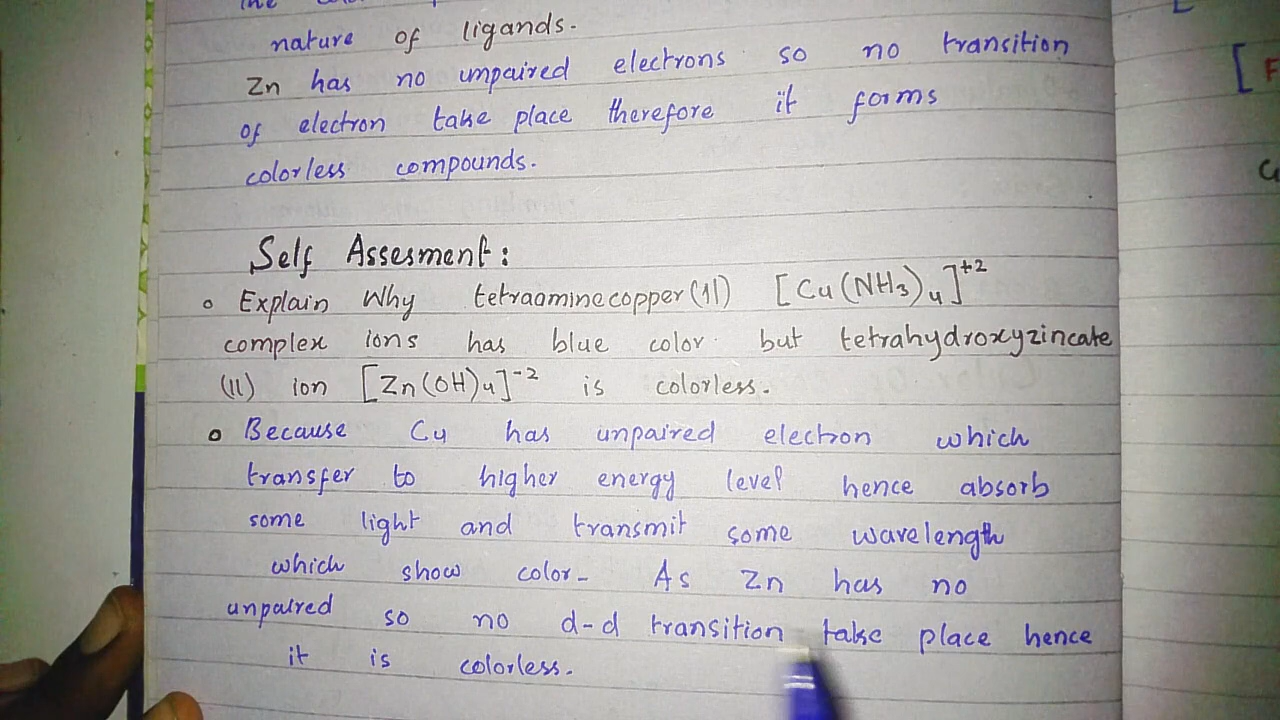 nature of ligands.
Zn has no unpaired electrons so no transition
of electron take place therefore it forms
colorless compounds.
Self Assesment:
Explain Why tetraaminecopper(II) [Cu(NH3)4]+2
complex ions has blue color. but tetrahydroxyzincate
(II) ion [Zn(OH)4]-2 is colorless.
Because Cu has unpaired electron which
transfer to higher energy level hence absorb
some light and transmit some wavelength
which show color. As Zn has no
unpaired so no d-d transition take place hence
it is colorless.